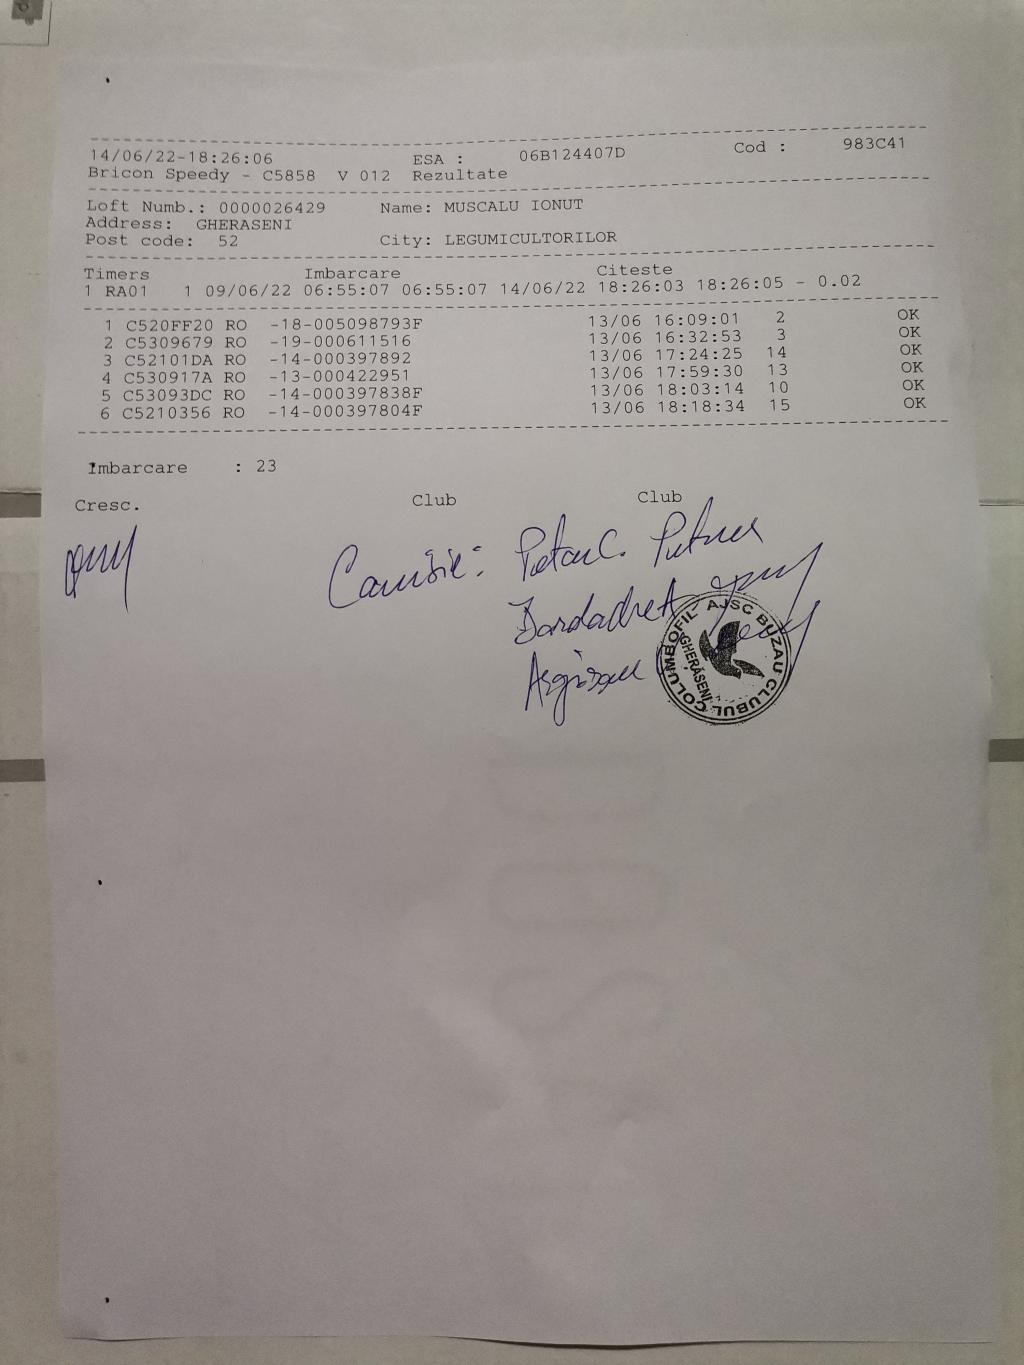 14/06/22-18:26:06 ESA : 06B124407D Cod : 983C41
Bricon Speedy - C5858 V 012 Rezultate
Loft Numb.: 0000026429 Name: MUSCALU IONUT
Address: GHERASENI
Post code: 52 City: LEGUMICULTORILOR
Timers Imbarcare Citeste
1 RA01 1 09/06/22 06:55:07 06:55:07 14/06/22 18:26:03 18:26:05 - 0.02
1 C520FF20 RO -18-005098793F 13/06 16:09:01 2 OK
2 C5309679 RO -19-000611516 13/06 16:32:53 3 OK
3 C52101DA RO -14-000397892 13/06 17:24:25 14 OK
4 C530917A RO -13-000422951 13/06 17:59:30 13 OK
5 C53093DC RO -14-000397838F 13/06 18:03:14 10 OK
6 C5210356 RO -14-000397804F 13/06 18:18:34 15 OK
Imbarcare : 23
Cresc. Club Club
CLUBUL COLUMBOFIL AJSC BUZAU
GHERĂSENI